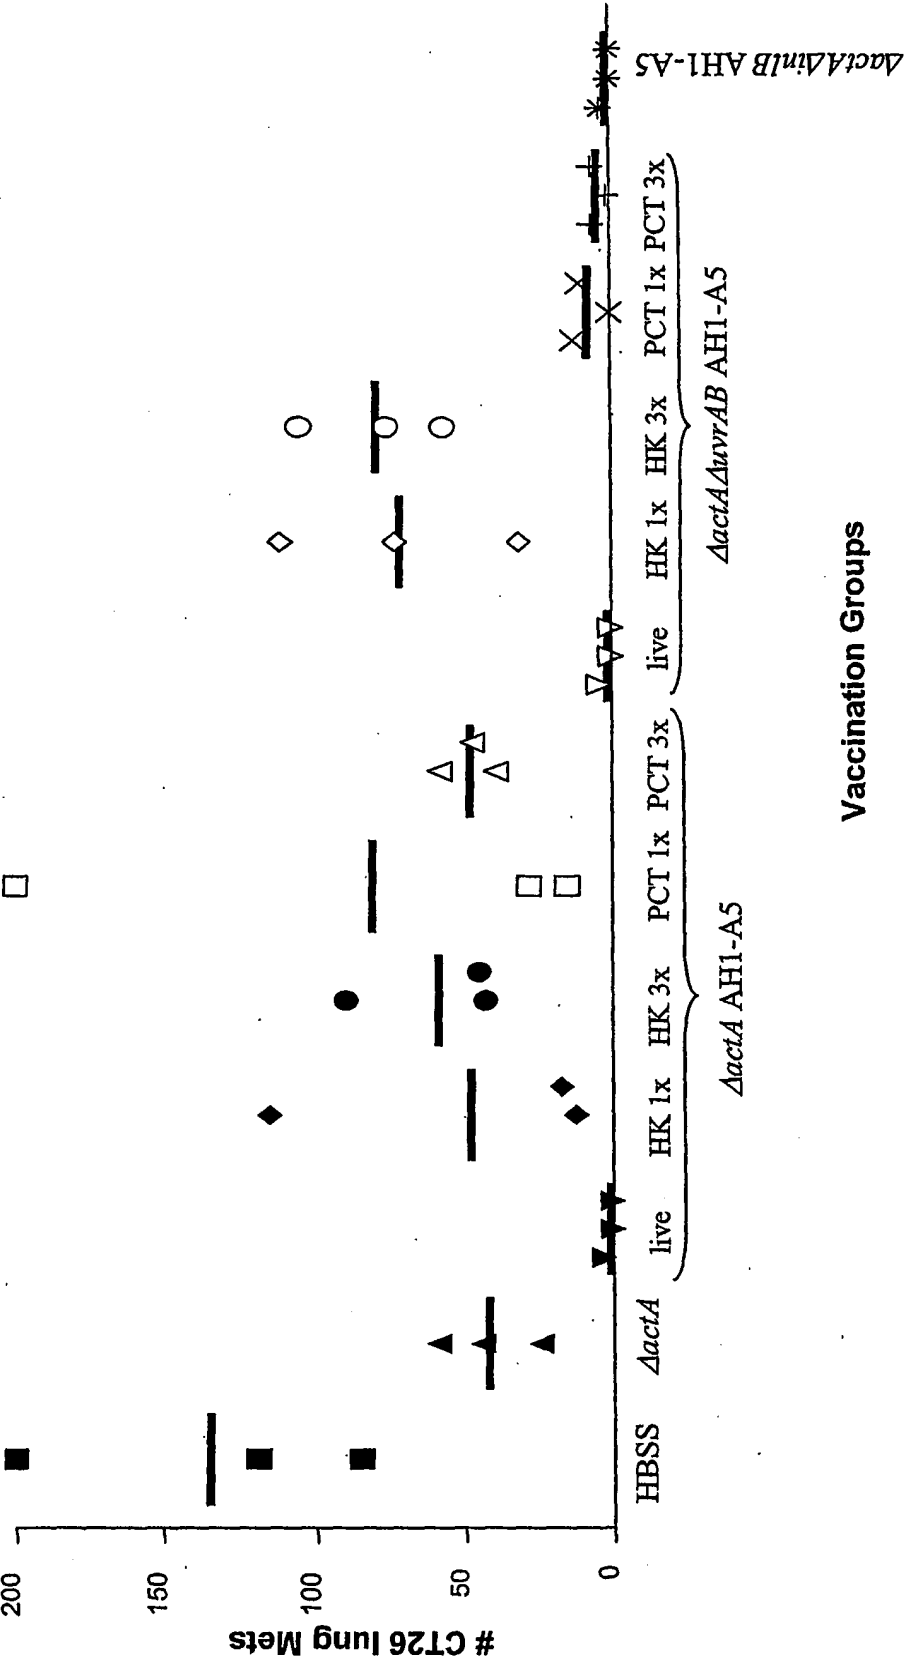 # CT26 lung Mets
200
150
100
50
0
HBSS
ΔactA
live
HK 1x
HK 3x
PCT 1x
PCT 3x
ΔactA AH1-A5
live
HK 1x
HK 3x
PCT 1x
PCT 3x
ΔactAΔuvrAB AH1-A5
ΔactAΔinlB AH1-A5
Vaccination Groups